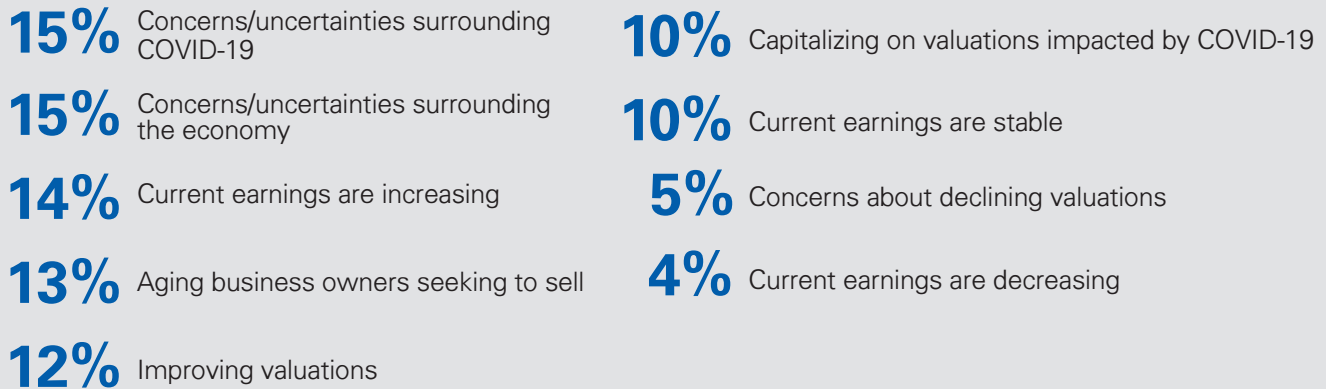 15% Concerns/uncertainties surrounding
COVID-19
15% Concerns/uncertainties surrounding
the economy
14% Current earnings are increasing
13% Aging business owners seeking to sell
12% Improving valuations
10% Capitalizing on valuations impacted by COVID-19
10% Current earnings are stable
5% Concerns about declining valuations
4% Current earnings are decreasing